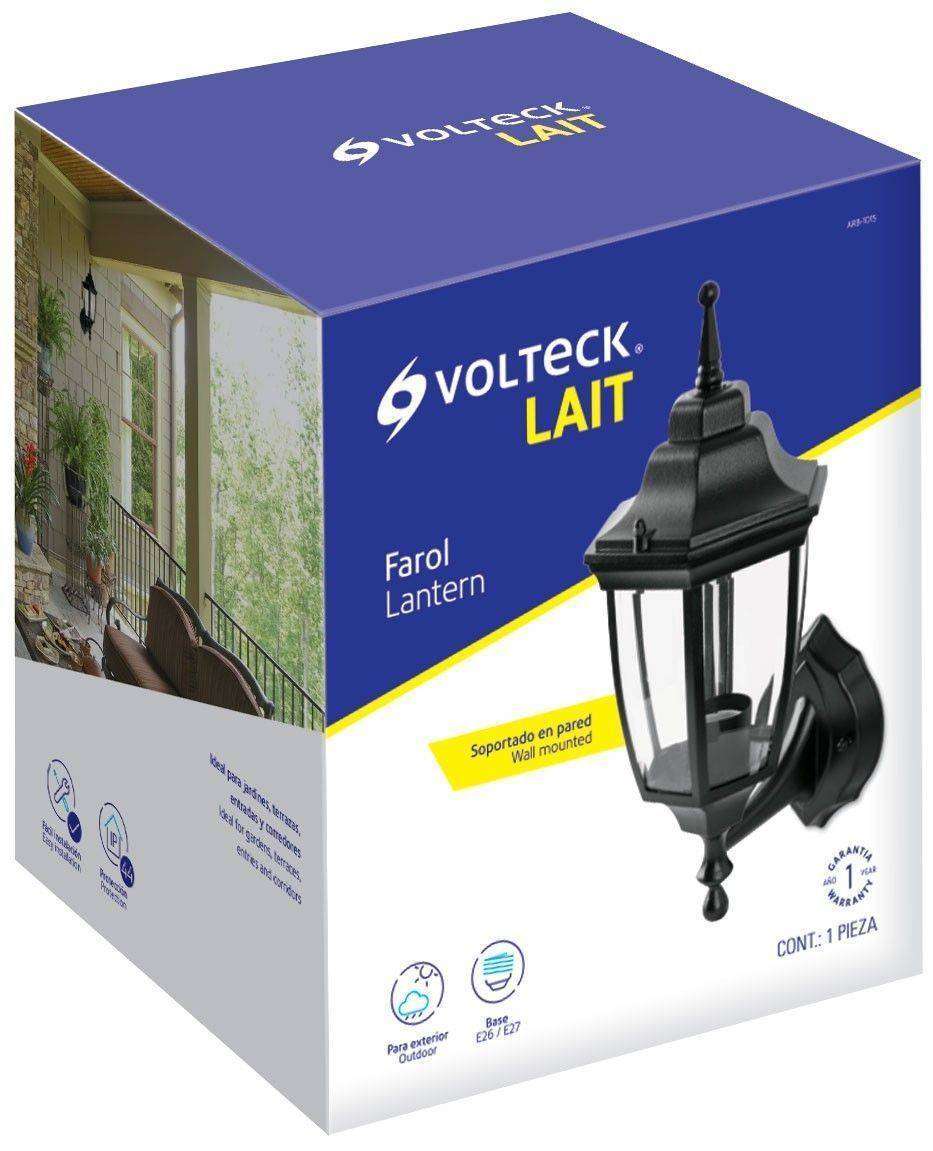 VOLTECK®
LAIT
ARB-1015
VOLTECK®
LAIT
Farol
Lantern
Soportado en pared
Wall mounted
GARANTÍA
AÑO 1 YEAR
WARRANTY
CONT.: 1 PIEZA
Para exterior
Outdoor
Base
E26 / E27
Ideal para jardines, terrazas,
entradas y corredores
Ideal for gardens, terraces,
entries and corridors
Fácil instalación
Easy installation
IP
44
Protección
Protection